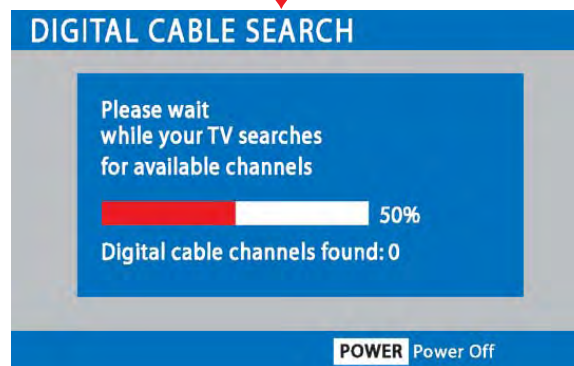 DIGITAL CABLE SEARCH
Please wait
while your TV searches
for available channels
50%
Digital cable channels found: 0
POWER Power Off